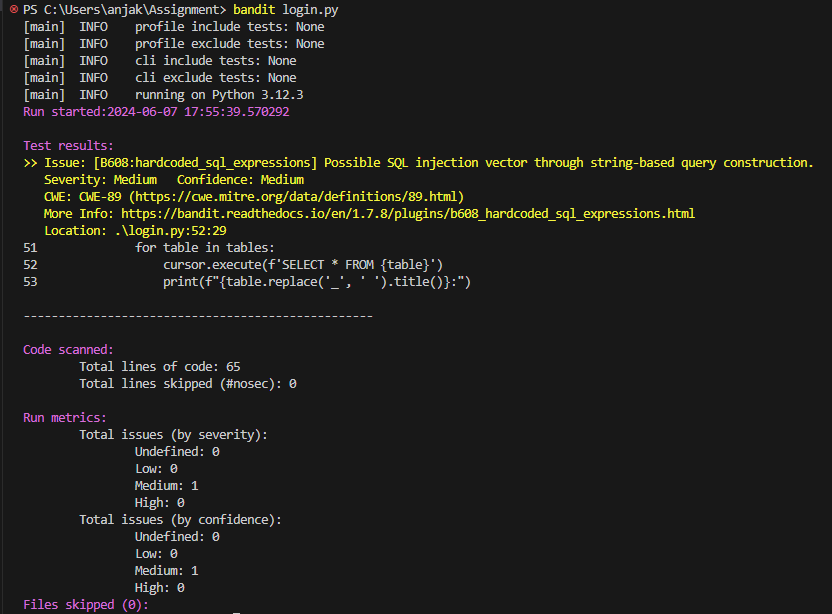 PS C:\Users\anjak\Assignment> bandit login.py
[main]  INFO    profile include tests: None
[main]  INFO    profile exclude tests: None
[main]  INFO    cli include tests: None
[main]  INFO    cli exclude tests: None
[main]  INFO    running on Python 3.12.3
Run started:2024-06-07 17:55:39.570292

Test results:
>> Issue: [B608:hardcoded_sql_expressions] Possible SQL injection vector through string-based query construction.
   Severity: Medium   Confidence: Medium
   CWE: CWE-89 (https://cwe.mitre.org/data/definitions/89.html)
   More Info: https://bandit.readthedocs.io/en/1.7.8/plugins/b608_hardcoded_sql_expressions.html
   Location: .\login.py:52:29
51              for table in tables:
52                  cursor.execute(f'SELECT * FROM {table}')
53                  print(f"{table.replace('_', ' ').title()}:")

--------------------------------------------------

Code scanned:
        Total lines of code: 65
        Total lines skipped (#nosec): 0

Run metrics:
        Total issues (by severity):
                Undefined: 0
                Low: 0
                Medium: 1
                High: 0
        Total issues (by confidence):
                Undefined: 0
                Low: 0
                Medium: 1
                High: 0
Files skipped (0):